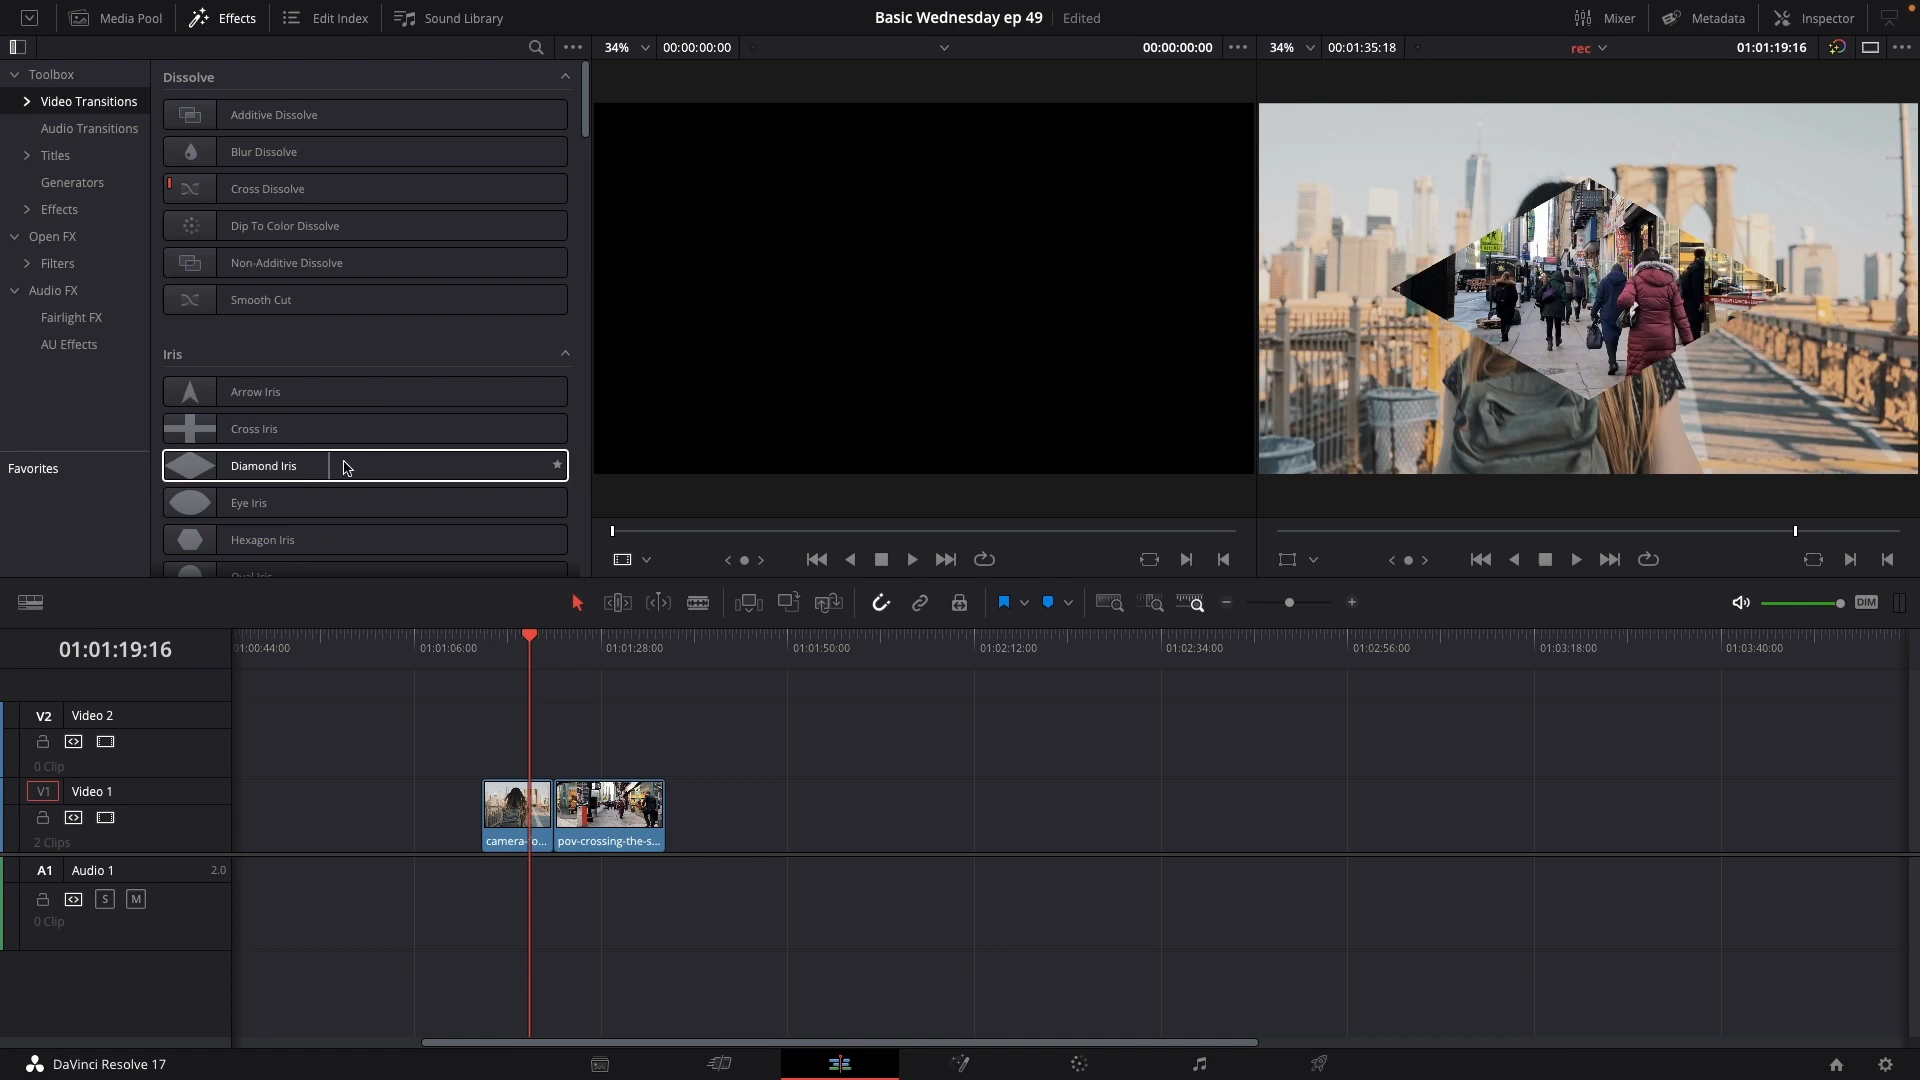 Media Pool
Effects
Edit Index
Sound Library
Basic Wednesday ep 49
Edited
Mixer
Metadata
Inspector
34%
00:00:00:00
00:00:00:00
34%
00:01:35:18
rec
01:01:19:16
Toolbox
Video Transitions
Audio Transitions
Titles
Generators
Effects
Open FX
Filters
Audio FX
Fairlight FX
AU Effects
Favorites
Dissolve
Additive Dissolve
Blur Dissolve
Cross Dissolve
Dip To Color Dissolve
Non-Additive Dissolve
Smooth Cut
Iris
Arrow Iris
Cross Iris
Diamond Iris
Eye Iris
Hexagon Iris
Oval Iris
DIM
01:01:19:16
01:00:44:00
01:01:06:00
01:01:28:00
01:01:50:00
01:02:12:00
01:02:34:00
01:02:56:00
01:03:18:00
01:03:40:00
V2 Video 2
0 Clip
V1 Video 1
2 Clips
camera-fo...
pov-crossing-the-s...
A1 Audio 1 2.0
S M
0 Clip
DaVinci Resolve 17